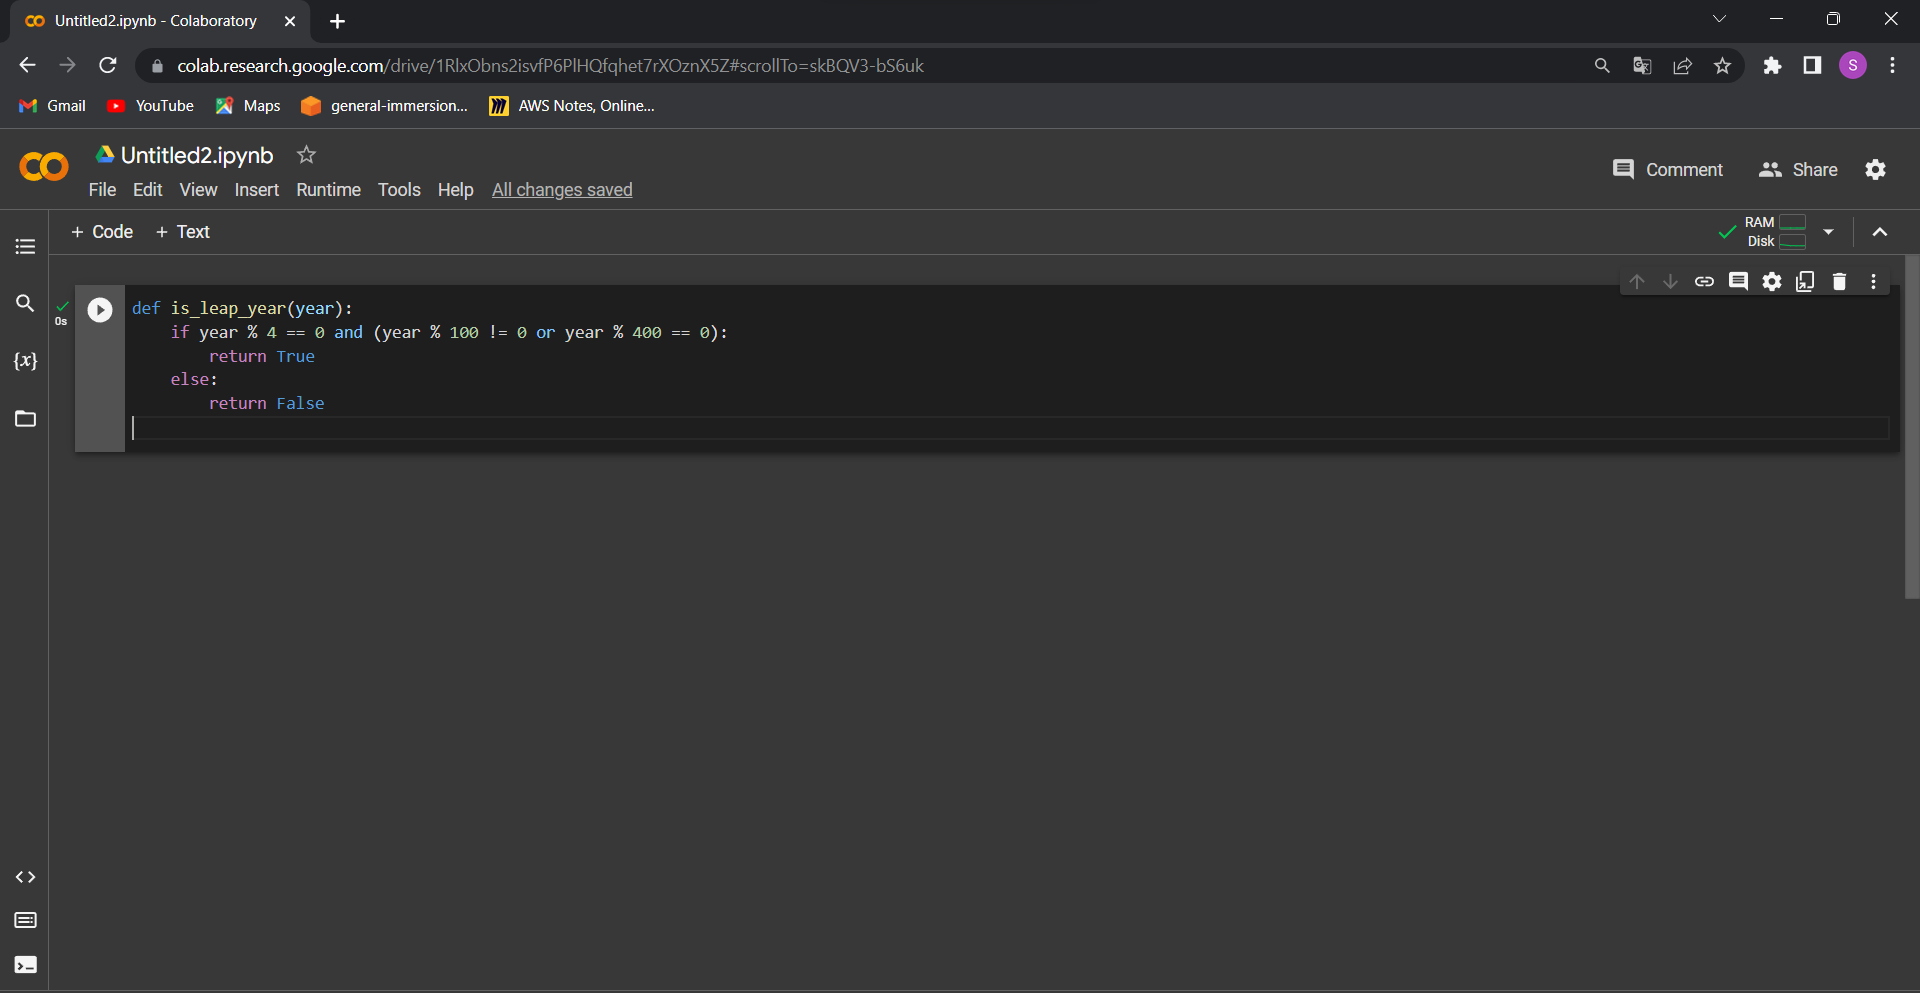 Untitled2.ipynb - Colaboratory
colab.research.google.com/drive/1RlxObns2isvfP6PlHQfqhet7rXOznX5Z#scrollTo=skBQV3-bS6uk
S
Gmail YouTube Maps general-immersion... AWS Notes, Online...
Untitled2.ipynb
Comment Share
File Edit View Insert Runtime Tools Help All changes saved
+ Code + Text
RAM
Disk
0s
def is_leap_year(year):
    if year % 4 == 0 and (year % 100 != 0 or year % 400 == 0):
        return True
    else:
        return False
{x}